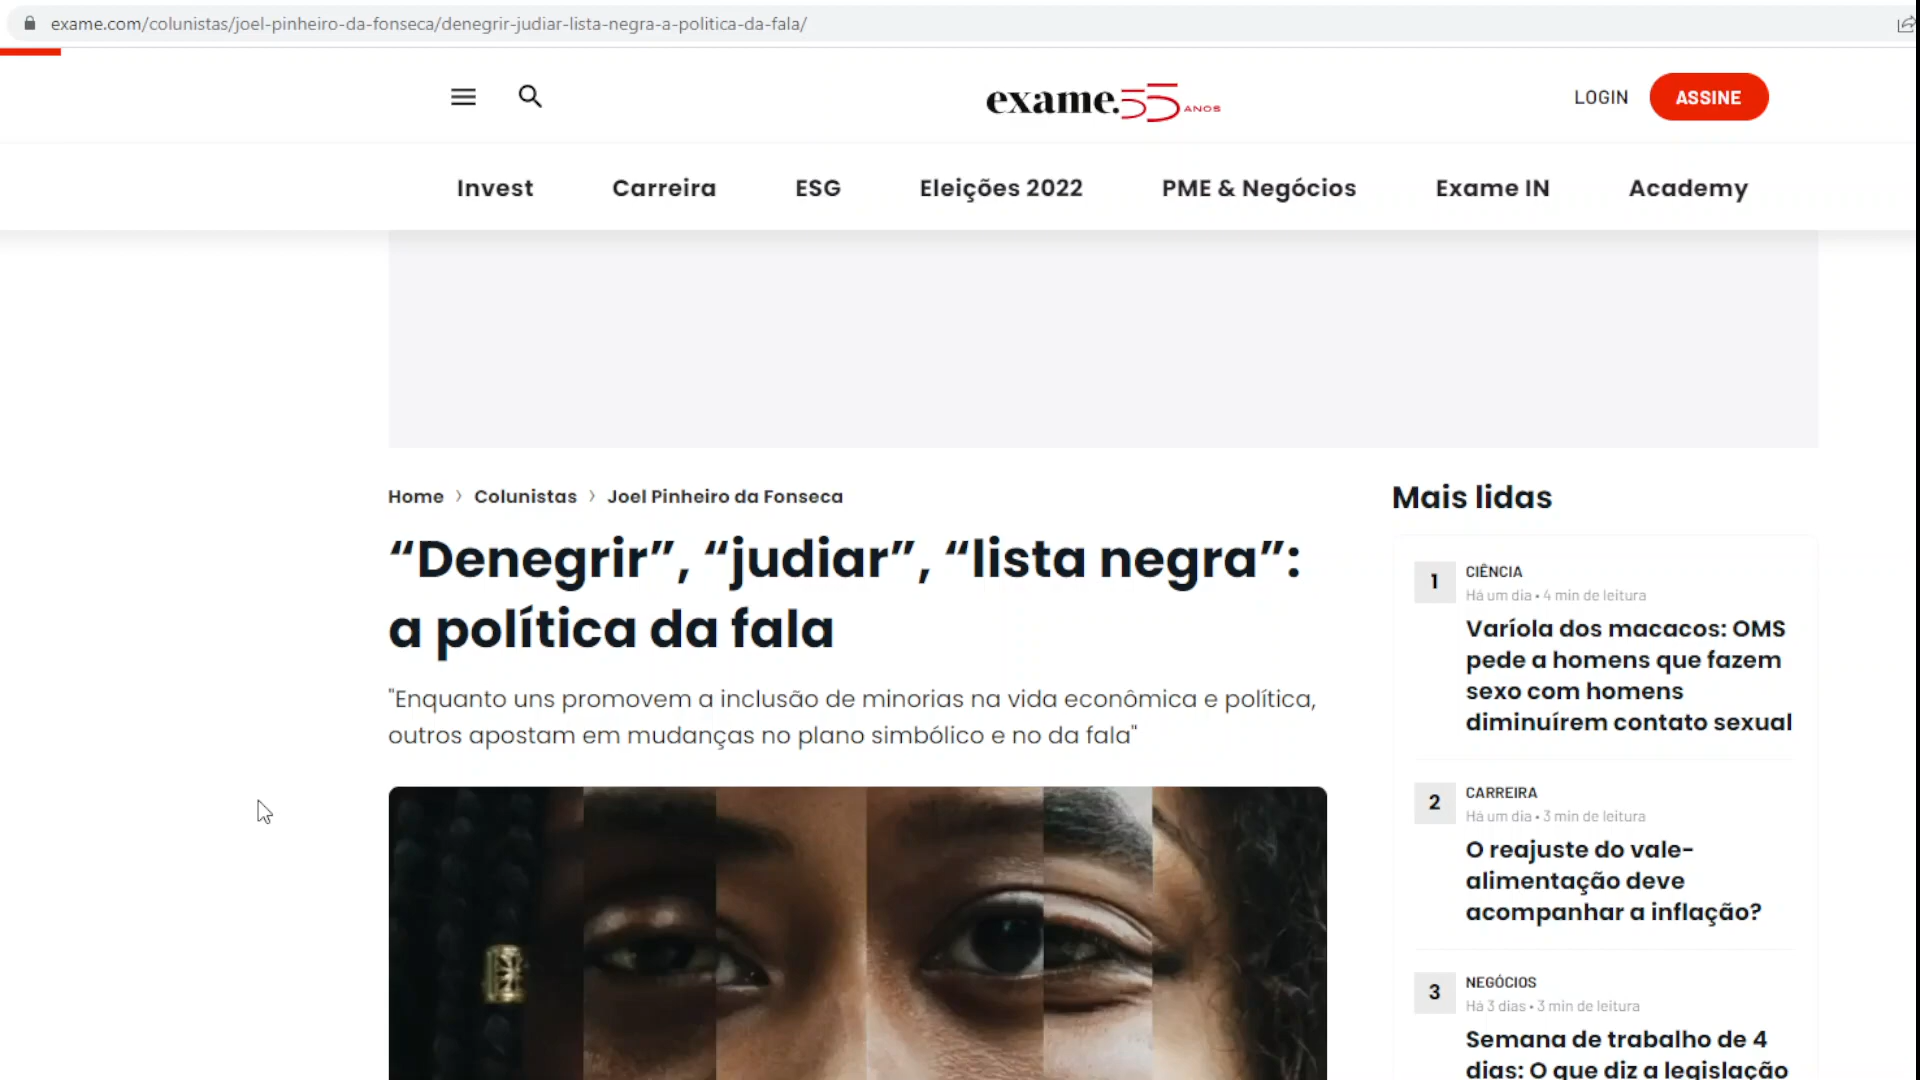 exame.com/colunistas/joel-pinheiro-da-fonseca/denegrir-judiar-lista-negra-a-politica-da-fala/
exame.55 ANOS
LOGIN
ASSINE
Invest
Carreira
ESG
Eleições 2022
PME & Negócios
Exame IN
Academy
Home › Colunistas › Joel Pinheiro da Fonseca
“Denegrir”, “judiar”, “lista negra”:
a política da fala
"Enquanto uns promovem a inclusão de minorias na vida econômica e política,
outros apostam em mudanças no plano simbólico e no da fala"
Mais lidas
1
CIÊNCIA
Há um dia • 4 min de leitura
Varíola dos macacos: OMS
pede a homens que fazem
sexo com homens
diminuírem contato sexual
2
CARREIRA
Há um dia • 3 min de leitura
O reajuste do vale-
alimentação deve
acompanhar a inflação?
3
NEGÓCIOS
Há 3 dias • 3 min de leitura
Semana de trabalho de 4
dias: O que diz a legislação